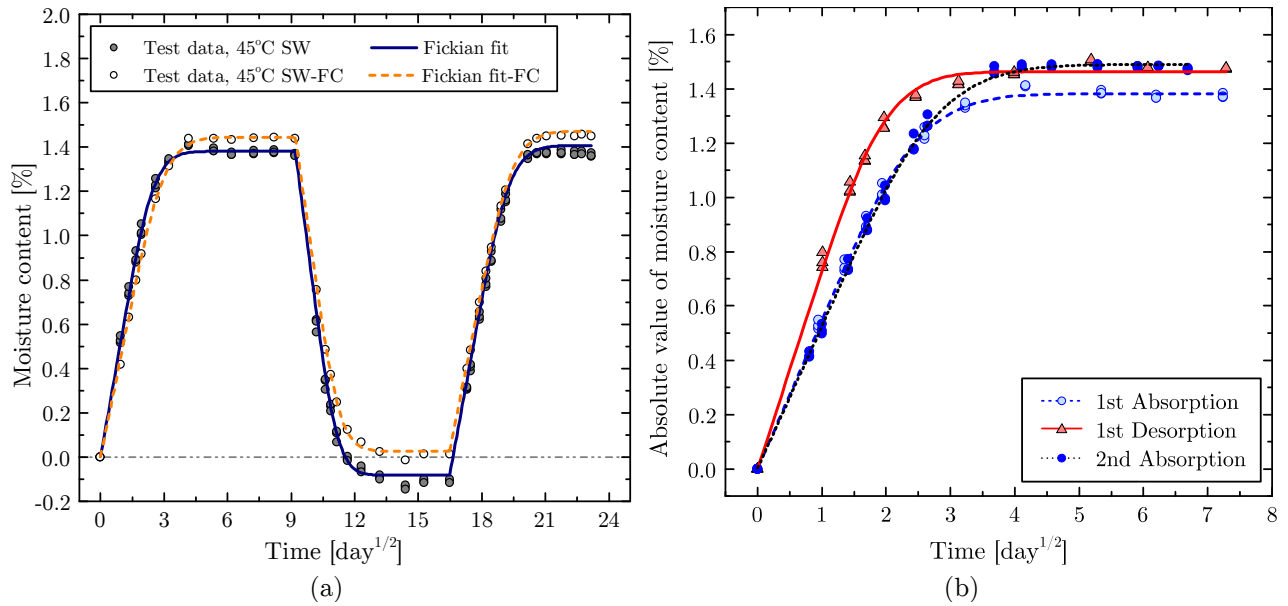 2.0
1.8
1.6
1.4
1.2
1.0
0.8
0.6
0.4
0.2
0.0
-0.2
Moisture content [%]
Test data, 45°C SW
Fickian fit
Test data, 45°C SW-FC
Fickian fit-FC
0 3 6 9 12 15 18 21 24
Time [day^1/2]
(a)
1.6
1.4
1.2
1.0
0.8
0.6
0.4
0.2
0.0
Absolute value of moisture content [%]
1st Absorption
1st Desorption
2nd Absorption
0 1 2 3 4 5 6 7 8
Time [day^1/2]
(b)